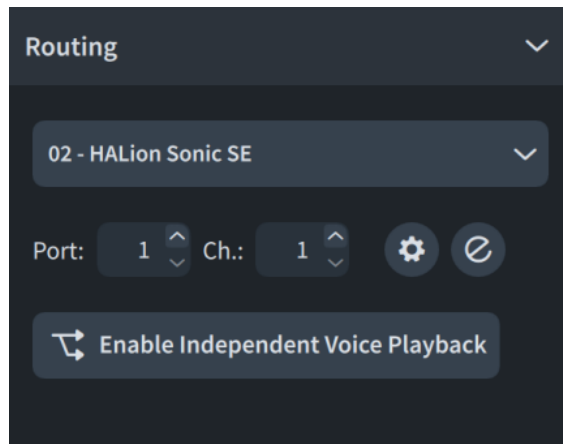 Routing
02 - HALion Sonic SE
Port: 1 Ch.: 1
Enable Independent Voice Playback